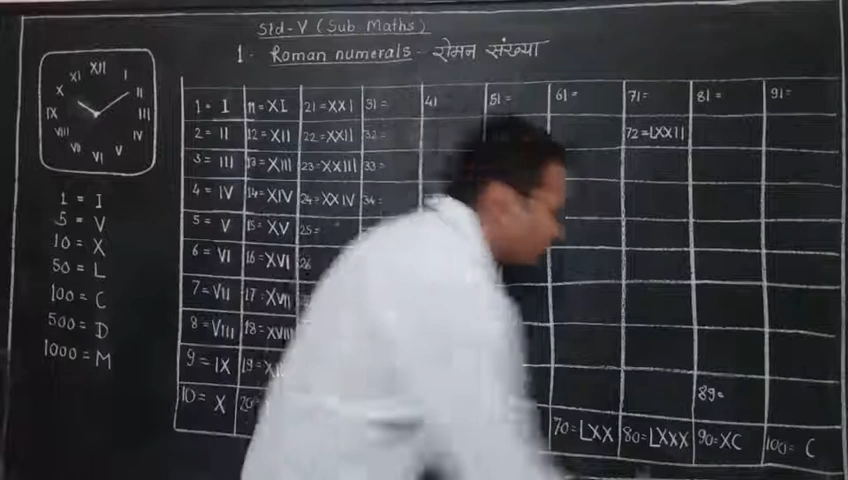 Std-V (Sub Maths)
1. Roman numerals - रोमन संख्या
XII
XI I
X II
IX III
VIII IV
VII V
VI
1 = I
5 = V
10 = X
50 = L
100 = C
500 = D
1000 = M
1 = I 11 = XI 21 = XXI 31 = 41 51 = 61 = 71 = 81 = 91 =
2 = II 12 = XII 22 = XXII 32 = 72 = LXXII
3 = III 13 = XIII 23 = XXIII 33 =
4 = IV 14 = XIV 24 = XXIV 34 =
5 = V 15 = XV 25 =
6 = VI 16 = XVI 26
7 = VII 17 = XVII
8 = VIII 18 = XVIII
9 = IX 19 = 89 =
10 = X 70 = LXX 80 = LXXX 90 = XC 100 = C